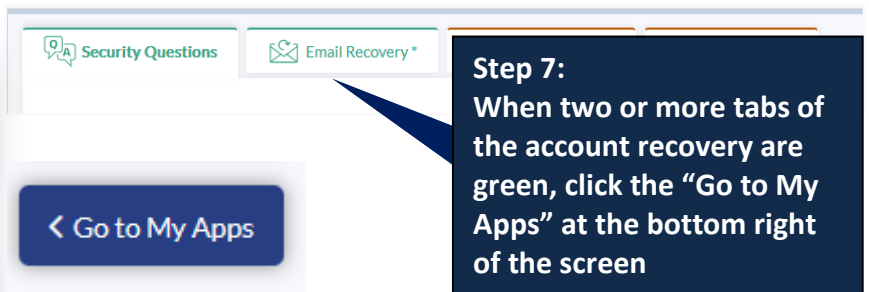 Security Questions
Email Recovery *
Step 7:
When two or more tabs of
the account recovery are
green, click the “Go to My
Apps” at the bottom right
of the screen
Go to My Apps